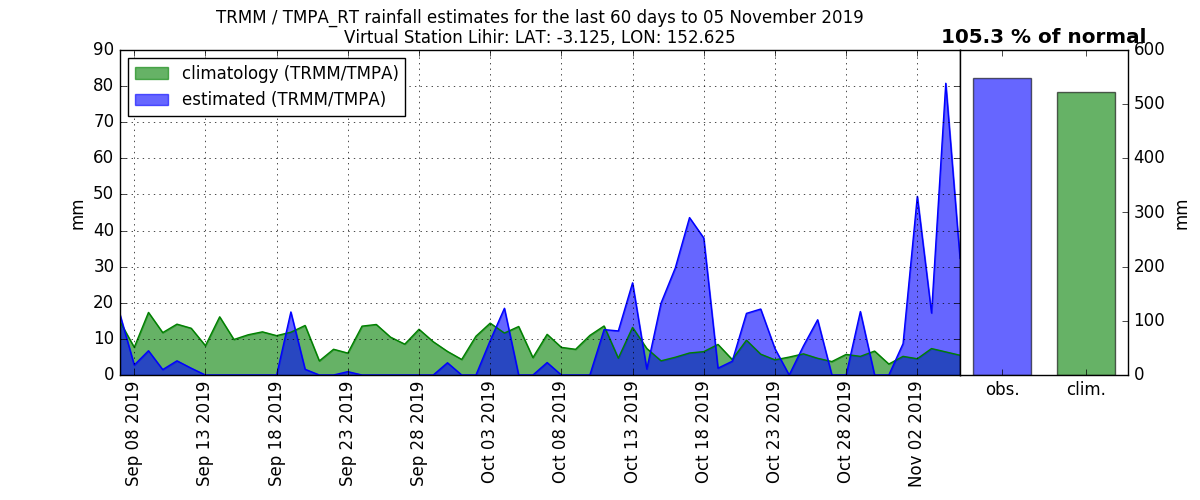 TRMM / TMPA_RT rainfall estimates for the last 60 days to 05 November 2019
Virtual Station Lihir: LAT: -3.125, LON: 152.625
105.3 % of normal
climatology (TRMM/TMPA)
estimated (TRMM/TMPA)
90
80
70
60
50
40
30
20
10
0
mm
Sep 08 2019
Sep 13 2019
Sep 18 2019
Sep 23 2019
Sep 28 2019
Oct 03 2019
Oct 08 2019
Oct 13 2019
Oct 18 2019
Oct 23 2019
Oct 28 2019
Nov 02 2019
obs.
clim.
600
500
400
300
200
100
0
mm